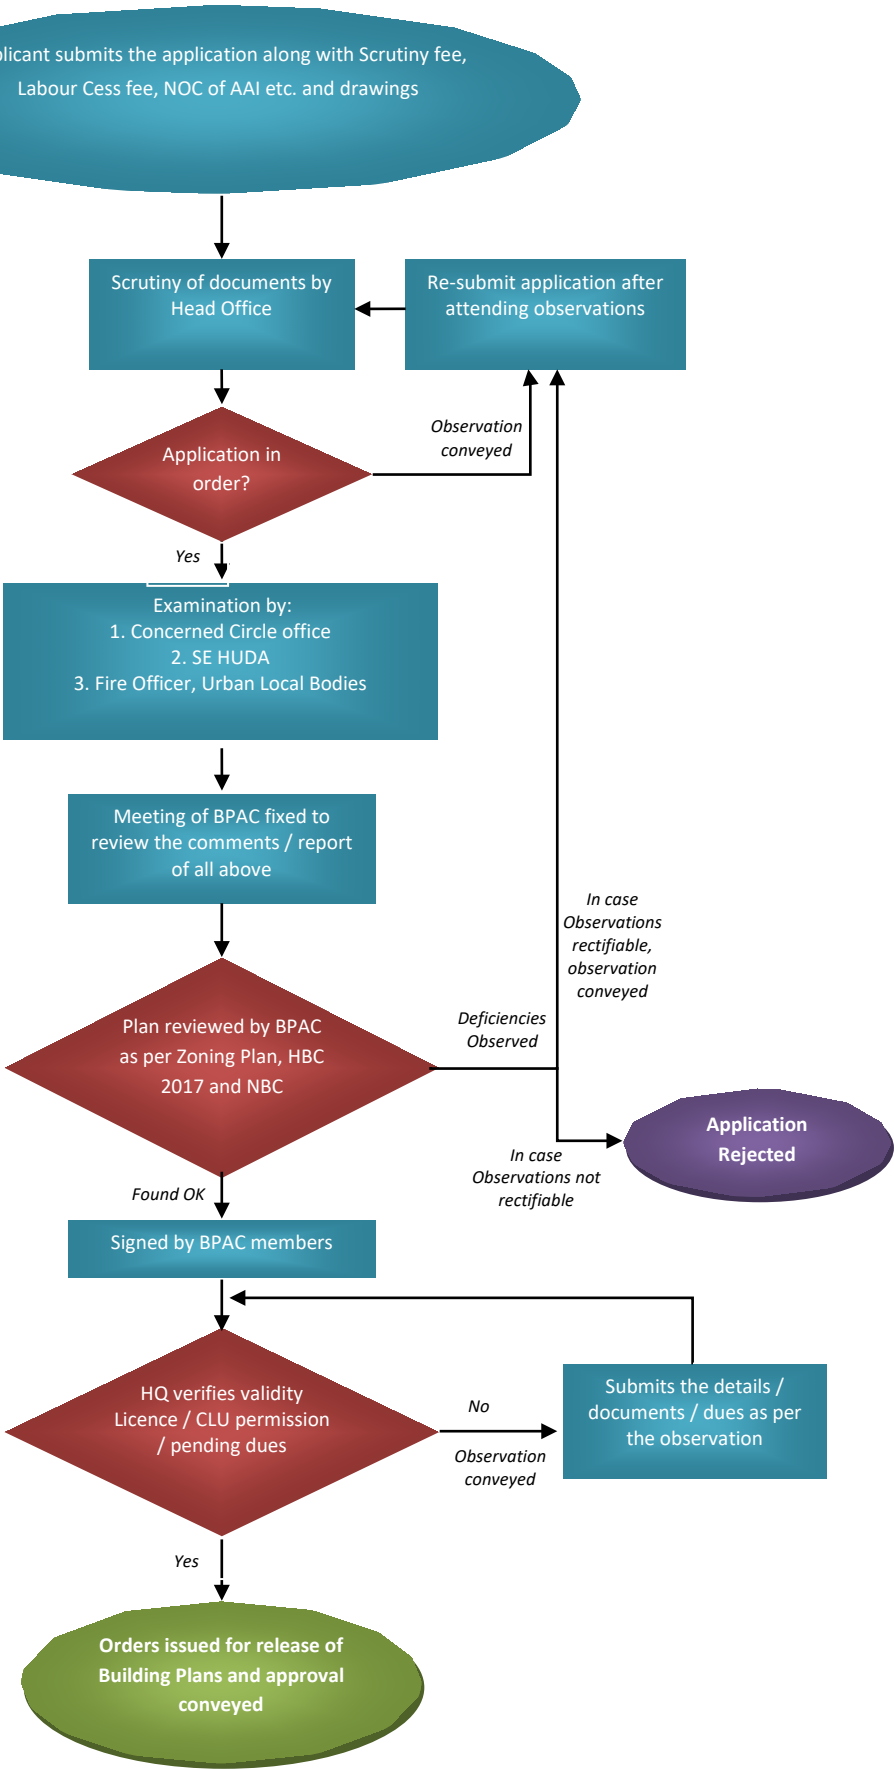 submits the application along with Scrutiny fee,
Labour Cess fee, NOC of AAI etc. and drawings
Scrutiny of documents by
Head Office
Re-submit application after
attending observations
Application in
order?
Observation
conveyed
Yes
Examination by:
1. Concerned Circle office
2. SE HUDA
3. Fire Officer, Urban Local Bodies
Meeting of BPAC fixed to
review the comments / report
of all above
In case
Observations
rectifiable,
observation
conveyed
Plan reviewed by BPAC
as per Zoning Plan, HBC
2017 and NBC
Deficiencies
Observed
Application
Rejected
In case
Observations not
rectifiable
Found OK
Signed by BPAC members
HQ verifies validity
Licence / CLU permission
/ pending dues
No
Observation
conveyed
Submits the details /
documents / dues as per
the observation
Yes
Orders issued for release of
Building Plans and approval
conveyed